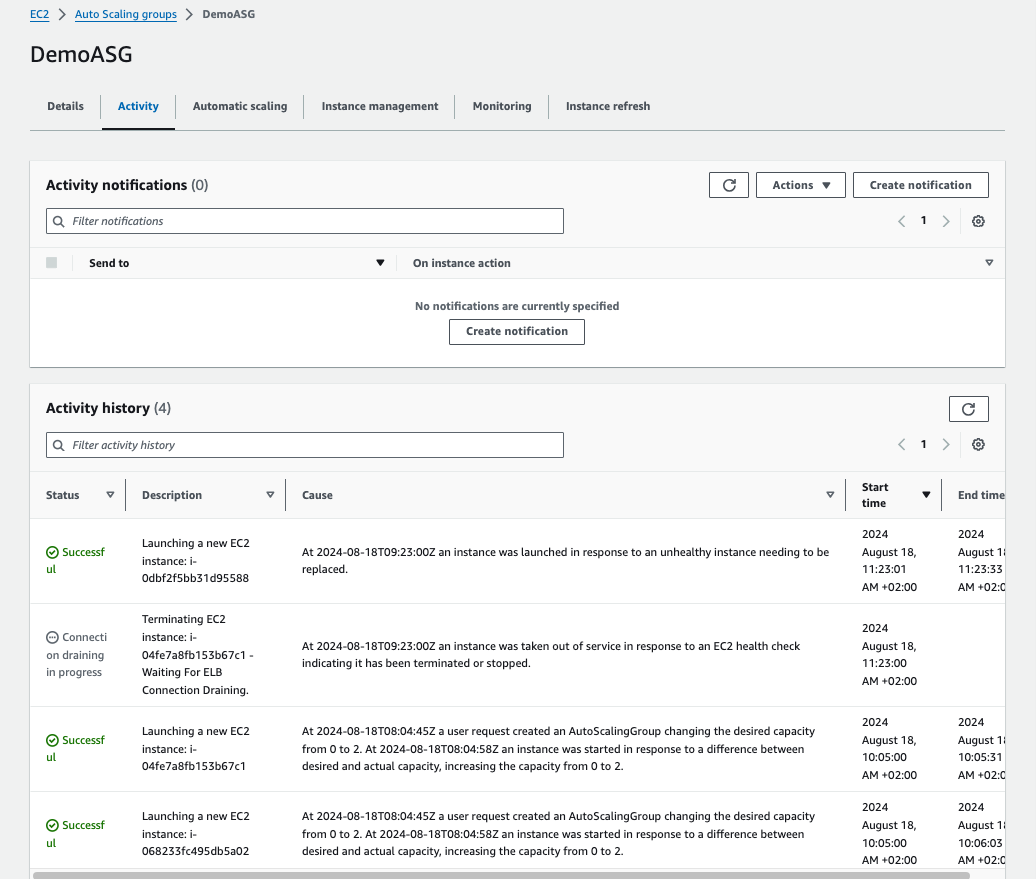 EC2 > Auto Scaling groups > DemoASG
DemoASG
Details Activity Automatic scaling Instance management Monitoring Instance refresh
Activity notifications (0)
Actions Create notification
Filter notifications
1
Send to On instance action
No notifications are currently specified
Create notification
Activity history (4)
Filter activity history
1
Status Description Cause Start
time End time
Successf
ul
Launching a new EC2
instance: i-
0dbf2f5bb31d95588
At 2024-08-18T09:23:00Z an instance was launched in response to an unhealthy instance needing to be
replaced.
2024
August 18,
11:23:01
AM +02:00
2024
August 18
11:23:33
AM +02:0
Connecti
on draining
in progress
Terminating EC2
instance: i-
04fe7a8fb153b67c1 -
Waiting For ELB
Connection Draining.
At 2024-08-18T09:23:00Z an instance was taken out of service in response to an EC2 health check
indicating it has been terminated or stopped.
2024
August 18,
11:23:00
AM +02:00
Successf
ul
Launching a new EC2
instance: i-
04fe7a8fb153b67c1
At 2024-08-18T08:04:45Z a user request created an AutoScalingGroup changing the desired capacity
from 0 to 2. At 2024-08-18T08:04:58Z an instance was started in response to a difference between
desired and actual capacity, increasing the capacity from 0 to 2.
2024
August 18,
10:05:00
AM +02:00
2024
August 18
10:05:31
AM +02:0
Successf
ul
Launching a new EC2
instance: i-
068233fc495db5a02
At 2024-08-18T08:04:45Z a user request created an AutoScalingGroup changing the desired capacity
from 0 to 2. At 2024-08-18T08:04:58Z an instance was started in response to a difference between
desired and actual capacity, increasing the capacity from 0 to 2.
2024
August 18,
10:05:00
AM +02:00
2024
August 18
10:06:03
AM +02:0